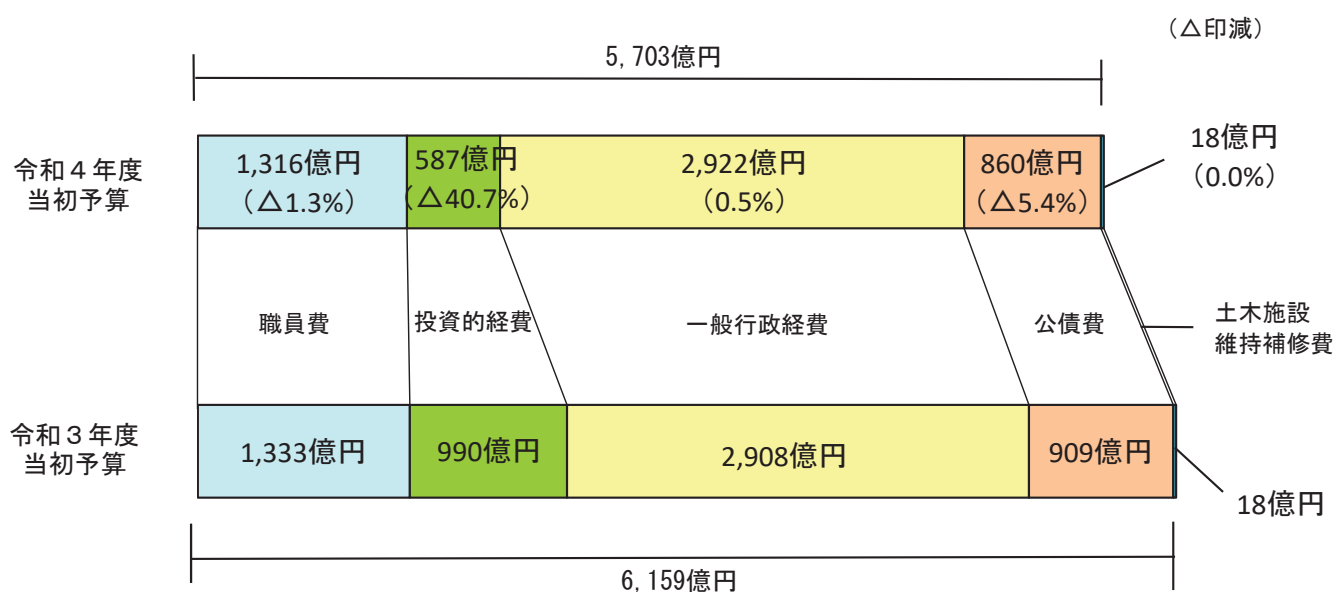 （△印減）
5,703億円
令和４年度
当初予算
1,316億円
（△1.3%）
587億円
（△40.7%）
2,922億円
（0.5%）
860億円
（△5.4%）
18億円
（0.0%）
職員費
投資的経費
一般行政経費
公債費
土木施設
維持補修費
令和３年度
当初予算
1,333億円
990億円
2,908億円
909億円
18億円
6,159億円